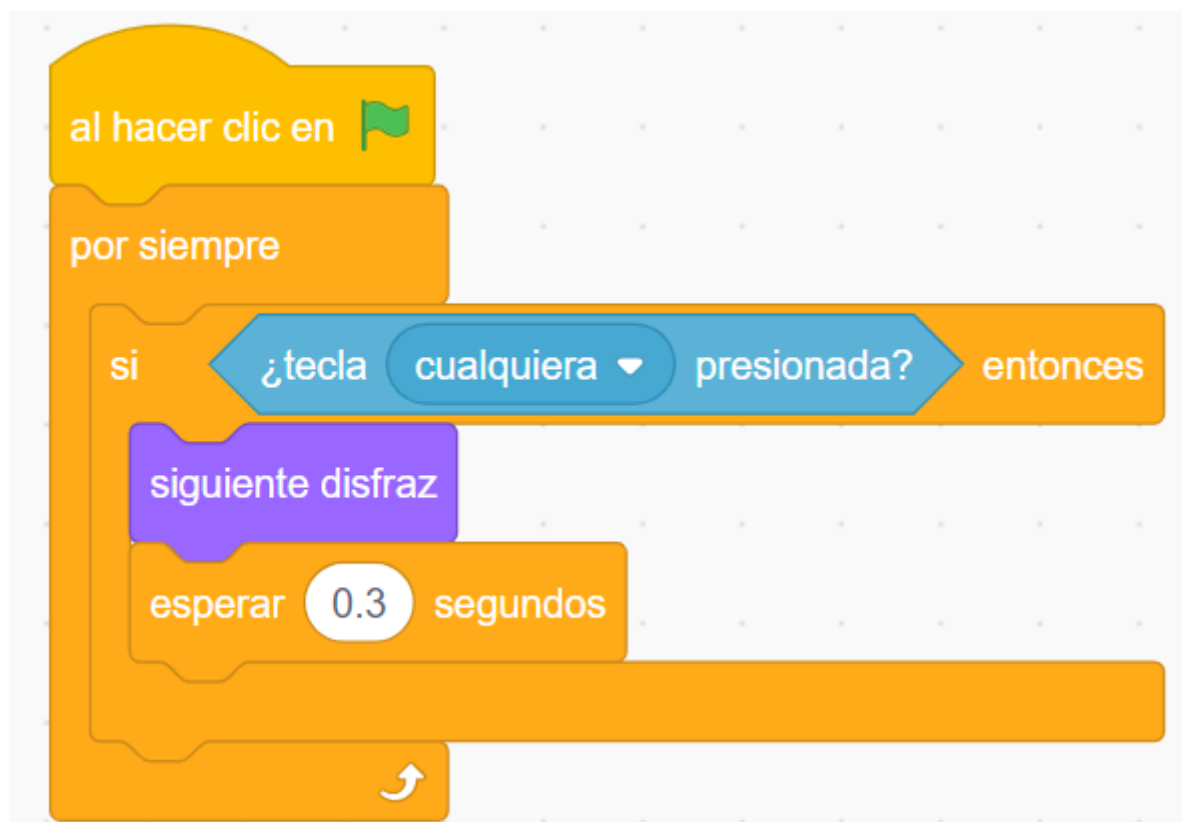 al hacer clic en
por siempre
si ¿tecla cualquiera presionada? entonces
siguiente disfraz
esperar 0.3 segundos